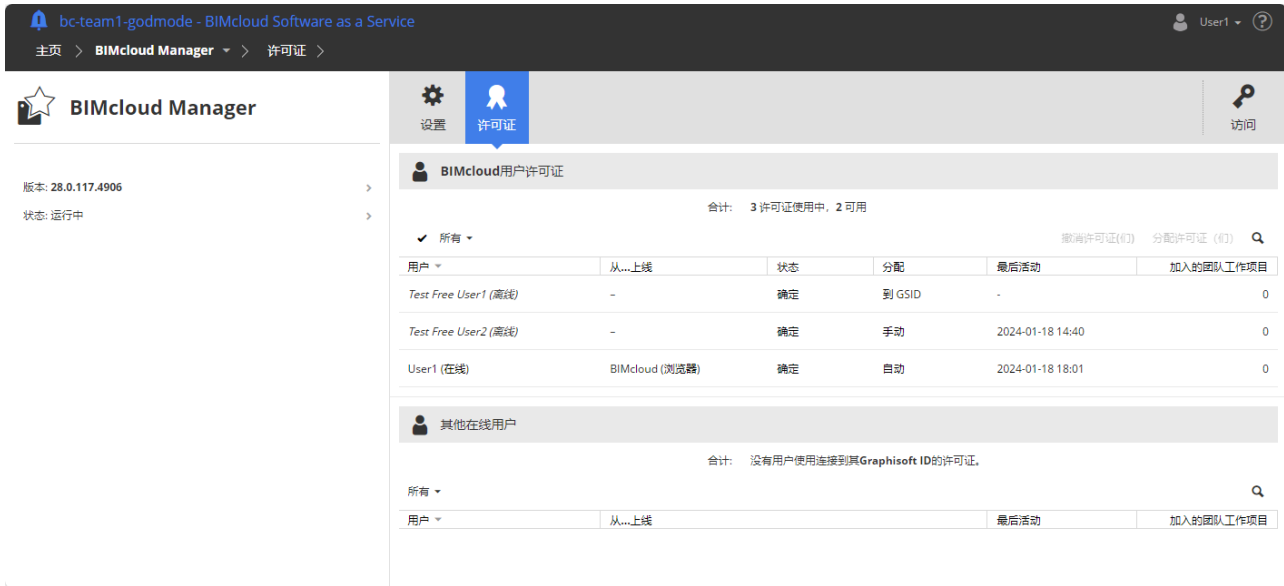 bc-team1-godmode - BIMcloud Software as a Service
User1
主页 > BIMcloud Manager > 许可证 >
BIMcloud Manager
设置
许可证
访问
版本: 28.0.117.4906
状态: 运行中
BIMcloud用户许可证
合计: 3 许可证使用中，2 可用
所有
撤消许可证(们) 分配许可证（们）
用户 从...上线 状态 分配 最后活动 加入的团队工作项目
Test Free User1 (离线) – 确定 到 GSID - 0
Test Free User2 (离线) – 确定 手动 2024-01-18 14:40 0
User1 (在线) BIMcloud (浏览器) 确定 自动 2024-01-18 18:01 0
其他在线用户
合计: 没有用户使用连接到其Graphisoft ID的许可证。
所有
用户 从...上线 最后活动 加入的团队工作项目